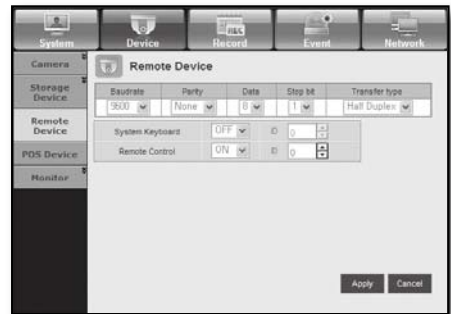 System Device Record Event Network
REC
Camera
Storage
Device
Remote
Device
POS Device
Monitor
Remote Device
Baudrate Parity Data Stop bit Transfer type
9600 None 8 1 Half Duplex
System Keyboard OFF ID 0
Remote Control ON ID 0
Apply Cancel